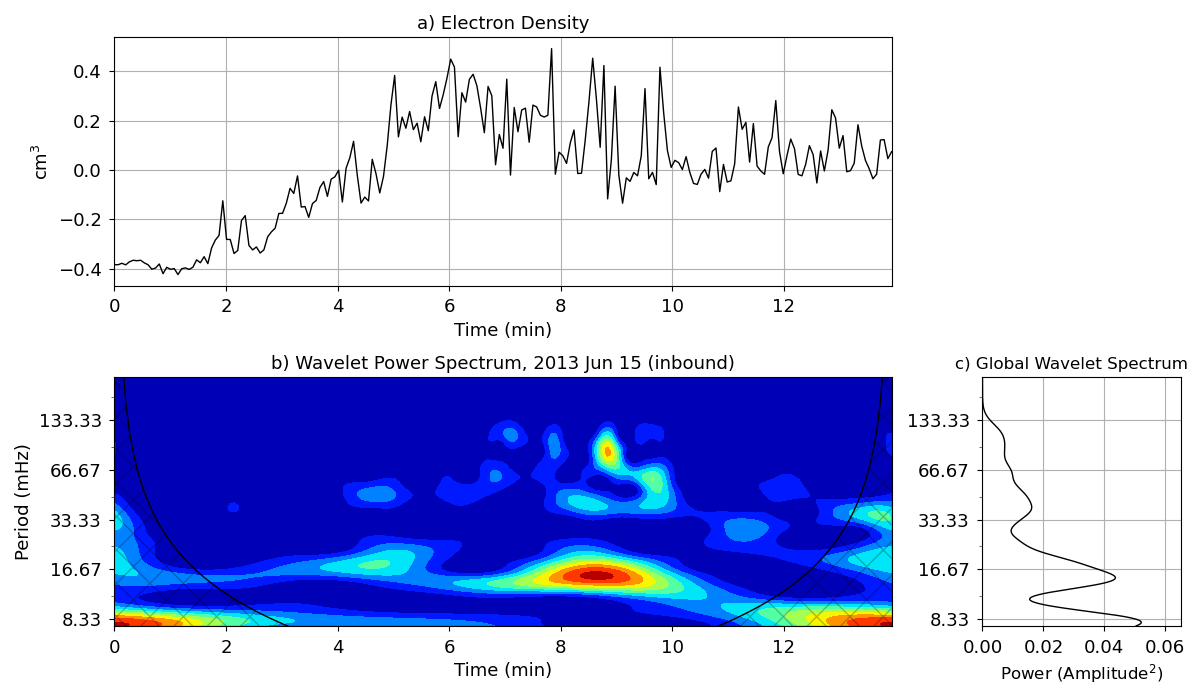 a) Electron Density
cm³
0.4
0.2
0.0
−0.2
−0.4
0 2 4 6 8 10 12
Time (min)
b) Wavelet Power Spectrum, 2013 Jun 15 (inbound)
Period (mHz)
133.33
66.67
33.33
16.67
8.33
0 2 4 6 8 10 12
Time (min)
c) Global Wavelet Spectrum
133.33
66.67
33.33
16.67
8.33
0.00 0.02 0.04 0.06
Power (Amplitude²)